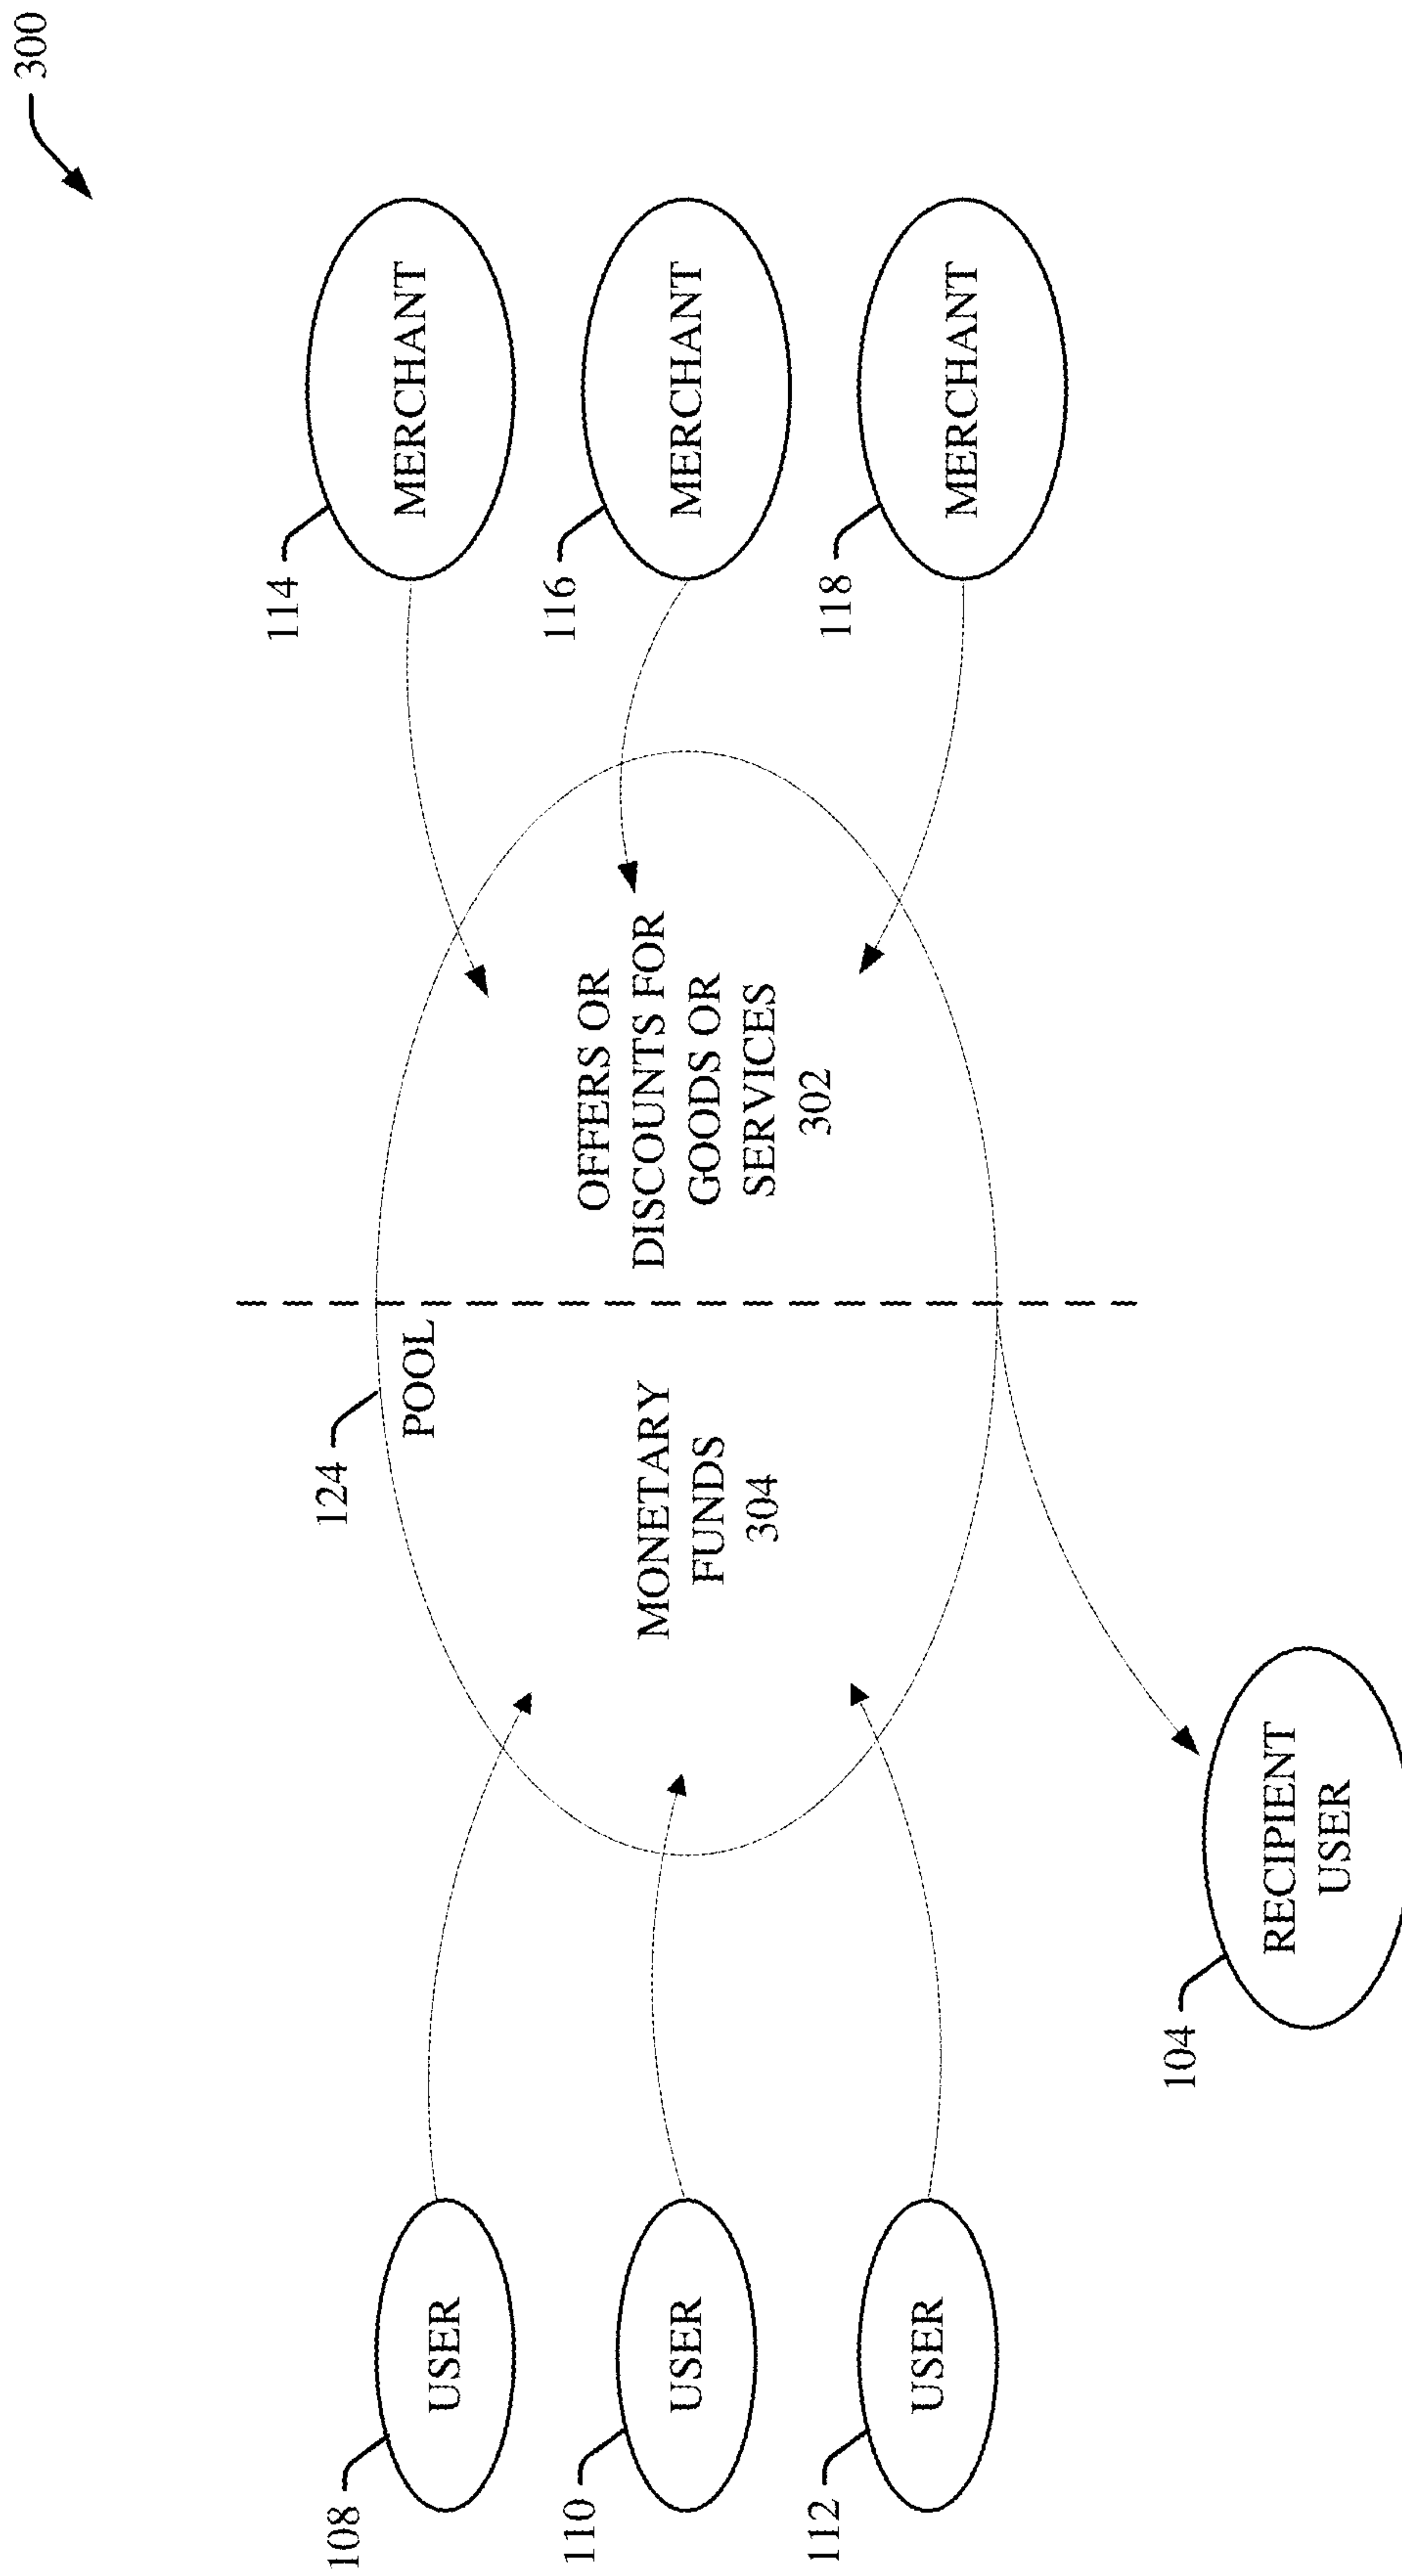 300
114
MERCHANT
116
MERCHANT
118
MERCHANT
124
POOL
MONETARY
FUNDS
304
OFFERS OR
DISCOUNTS FOR
GOODS OR
SERVICES
302
108
USER
110
USER
112
USER
104
RECIPIENT
USER